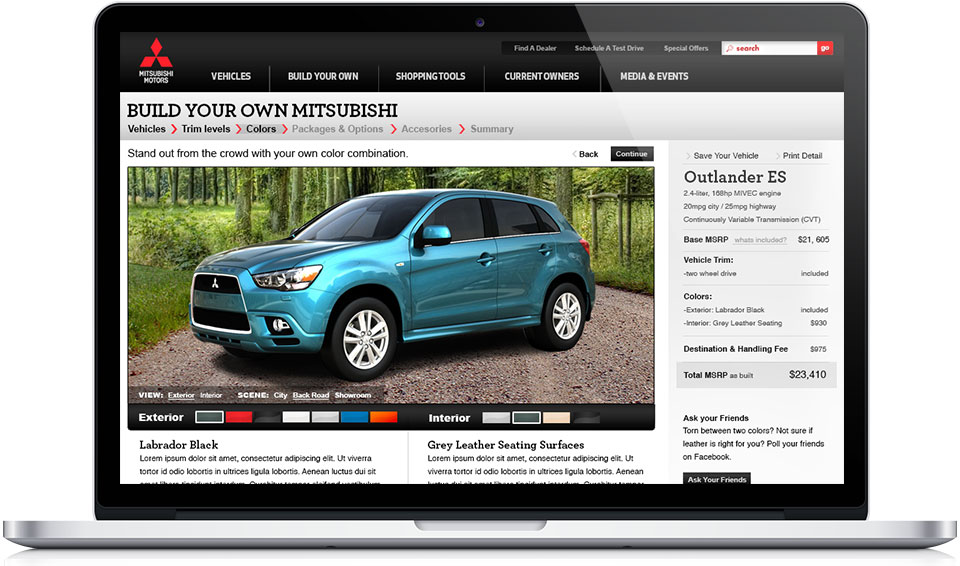 Find A Dealer Schedule A Test Drive Special Offers search go
MITSUBISHI
MOTORS
VEHICLES BUILD YOUR OWN SHOPPING TOOLS CURRENT OWNERS MEDIA & EVENTS
BUILD YOUR OWN MITSUBISHI
Vehicles Trim levels Colors Packages & Options Accesories Summary
Stand out from the crowd with your own color combination.
Back Continue
VIEW: Exterior Interior SCENE: City Back Road Showroom
Exterior Interior
Labrador Black
Lorem ipsum dolor sit amet, consectetur adipiscing elit. Ut viverra
tortor id odio lobortis in ultrices ligula lobortis. Aenean luctus dui sit
Grey Leather Seating Surfaces
Lorem ipsum dolor sit amet, consectetur adipiscing elit. Ut viverra
tortor id odio lobortis in ultrices ligula lobortis. Aenean luctus dui sit
Save Your Vehicle Print Detail
Outlander ES
2.4-liter, 168hp MIVEC engine
20mpg city / 25mpg highway
Continuously Variable Transmission (CVT)
Base MSRP whats included? $21, 605
Vehicle Trim:
-two wheel drive included
Colors:
-Exterior: Labrador Black included
-Interior: Grey Leather Seating $930
Destination & Handling Fee $975
Total MSRP as built $23,410
Ask your Friends
Torn between two colors? Not sure if
leather is right for you? Poll your friends
on Facebook.
Ask Your Friends